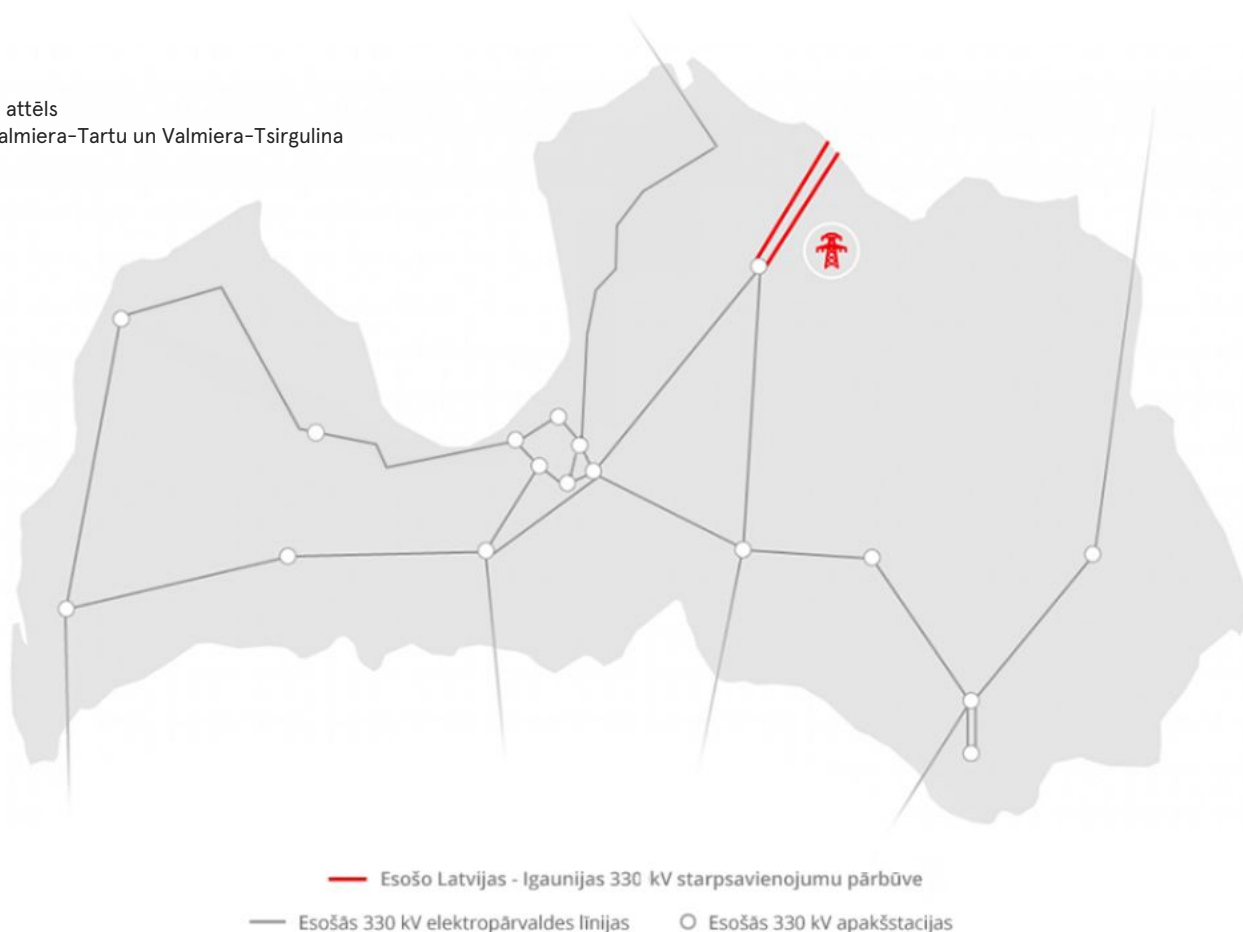 attēls
almiera-Tartu un Valmiera-Tsirgulina
Esošo Latvijas - Igaunijas 330 kV starpsavienojumu pārbūve
Esošās 330 kV elektropārvaldes līnijas
Esošās 330 kV apakšstacijas